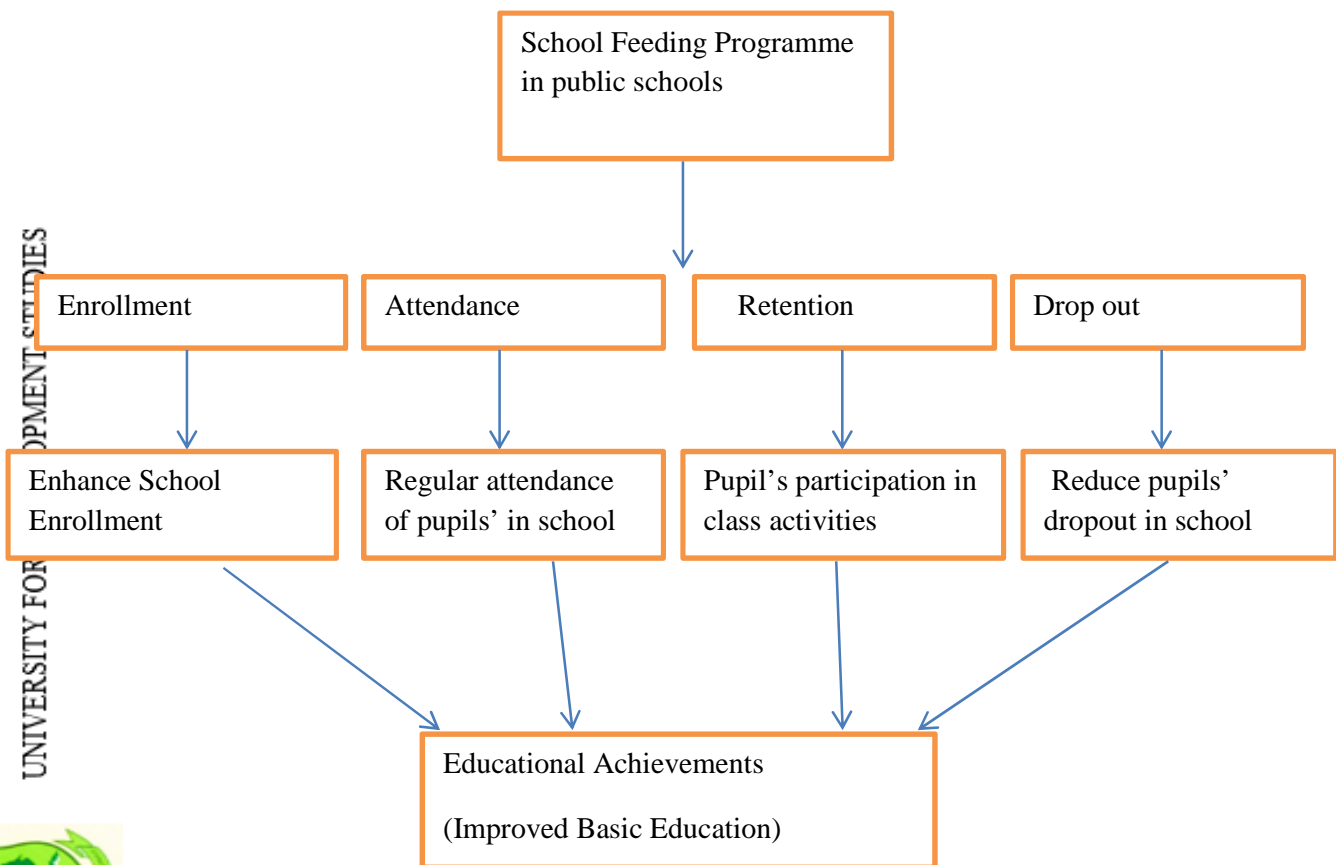 School Feeding Programme
in public schools
Enrollment
Attendance
Retention
Drop out
Enhance School
Enrollment
Regular attendance
of pupils’ in school
Pupil’s participation in
class activities
Reduce pupils’
dropout in school
Educational Achievements
(Improved Basic Education)
UNIVERSITY FOR OPMENT STUDIES